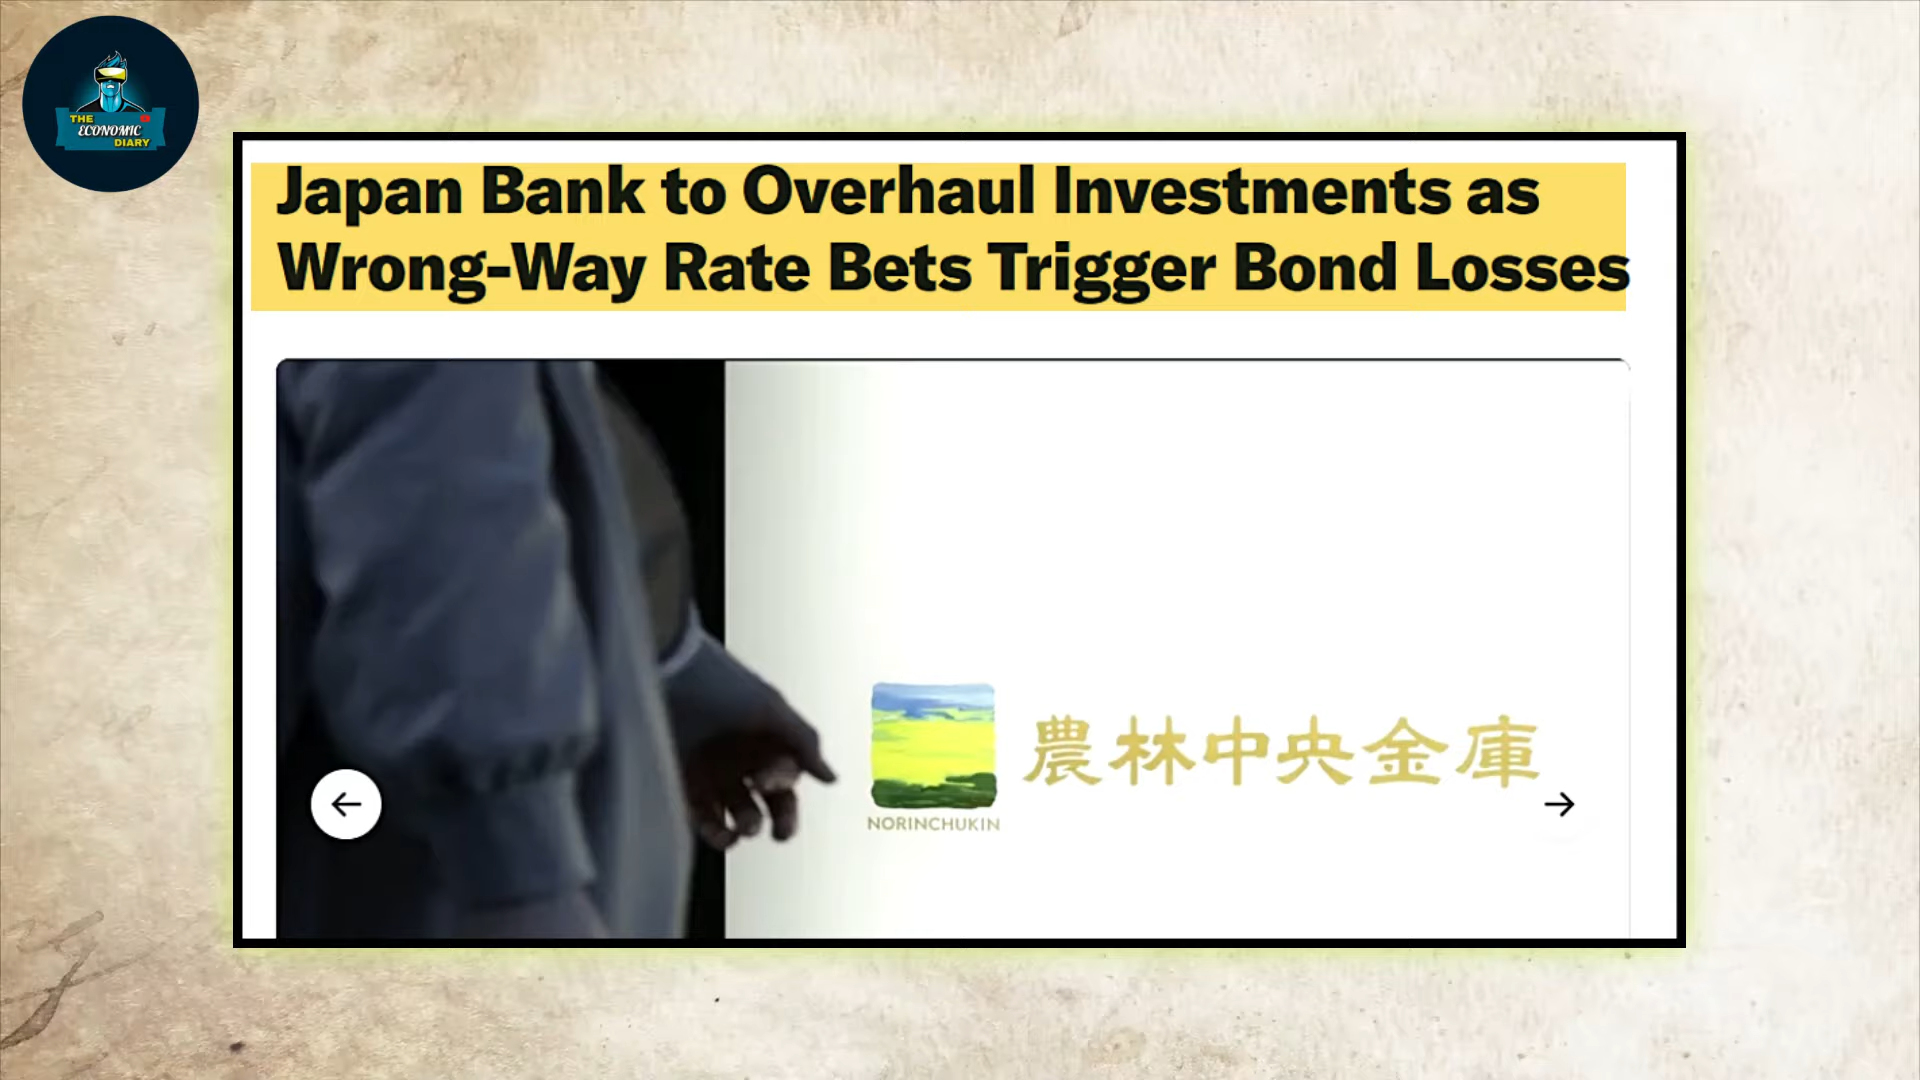 THE
ECONOMIC
DIARY
Japan Bank to Overhaul Investments as
Wrong-Way Rate Bets Trigger Bond Losses
農林中央金庫
NORINCHUKIN